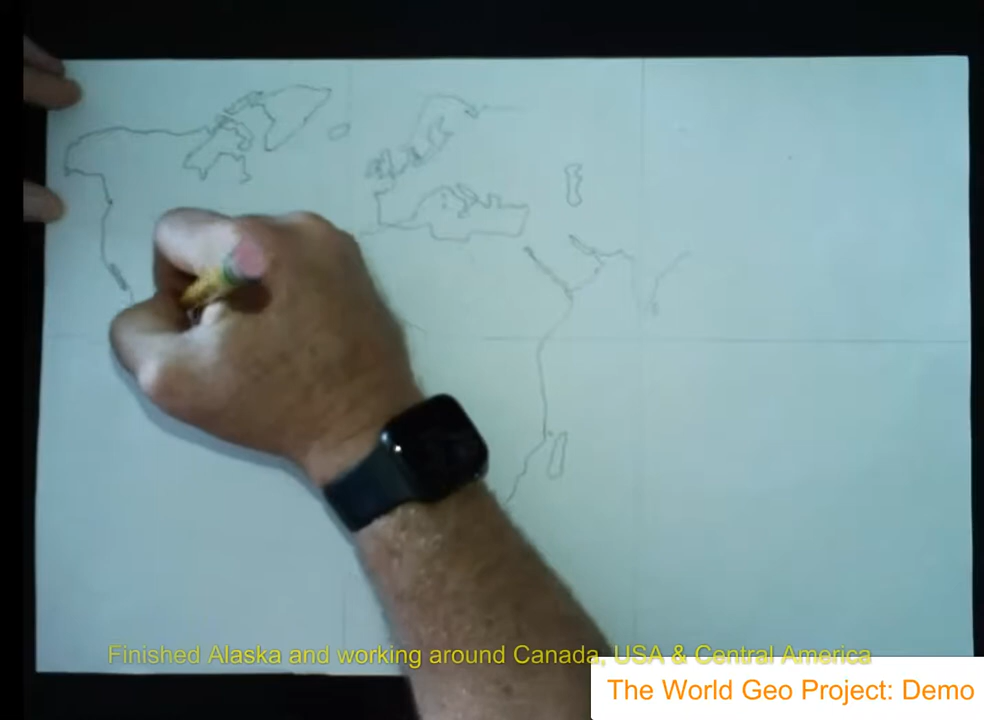 Finished Alaska and working around Canada, USA & Central America
The World Geo Project: Demo